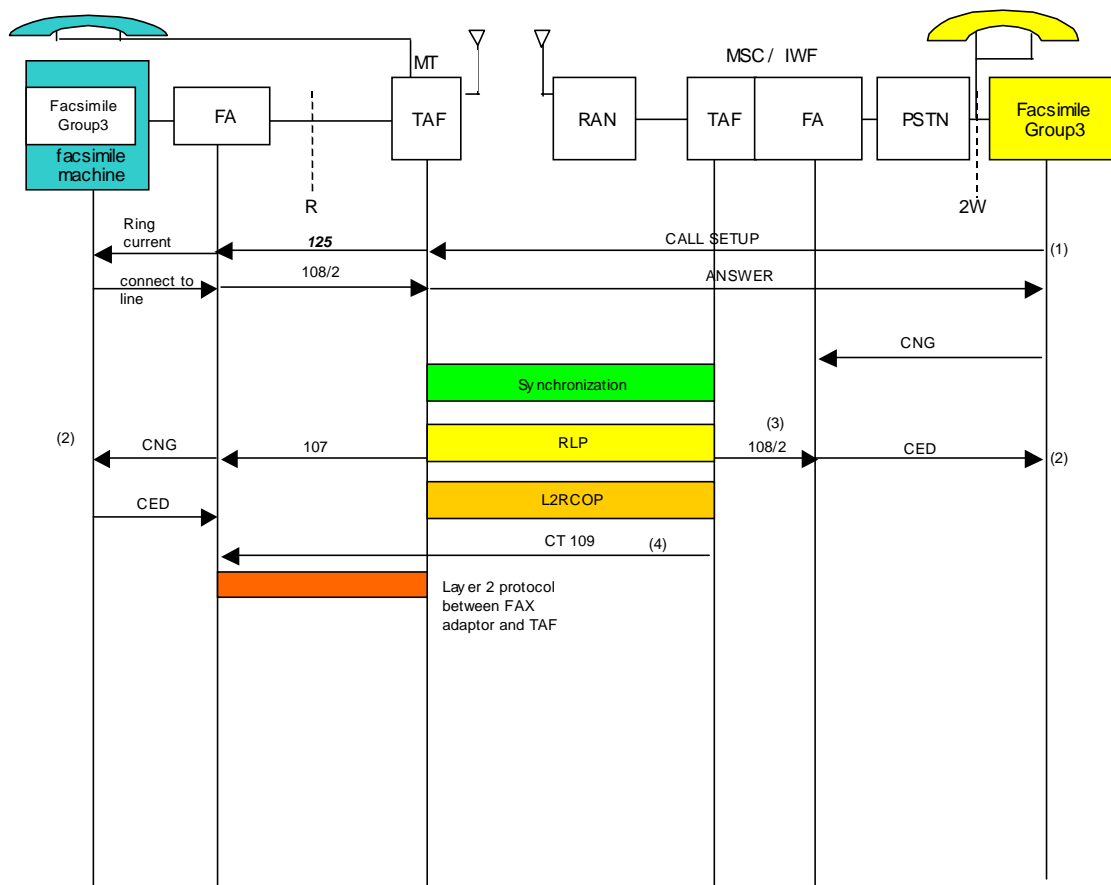 MT
MSC / IWF
Facsimile
Group3
facsimile
machine
FA
TAF
RAN
TAF
FA
PSTN
Facsimile
Group3
R
2W
Ring
current
125
CALL SETUP
(1)
connect to
line
108/2
ANSWER
CNG
Synchronization
(2)
CNG
107
RLP
(3)
108/2
CED
(2)
CED
L2RCOP
CT 109
(4)
Layer 2 protocol
between FAX
adaptor and TAF